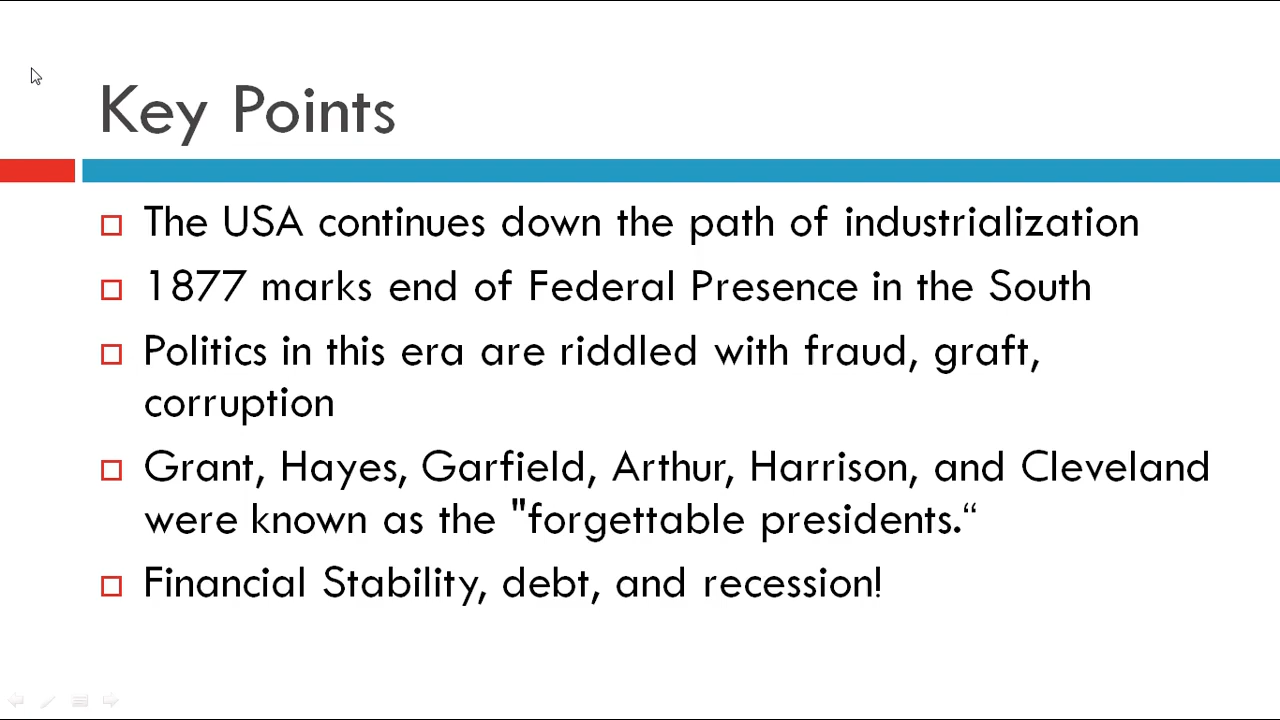 Key Points
The USA continues down the path of industrialization
1877 marks end of Federal Presence in the South
Politics in this era are riddled with fraud, graft,
corruption
Grant, Hayes, Garfield, Arthur, Harrison, and Cleveland
were known as the "forgettable presidents.“
Financial Stability, debt, and recession!